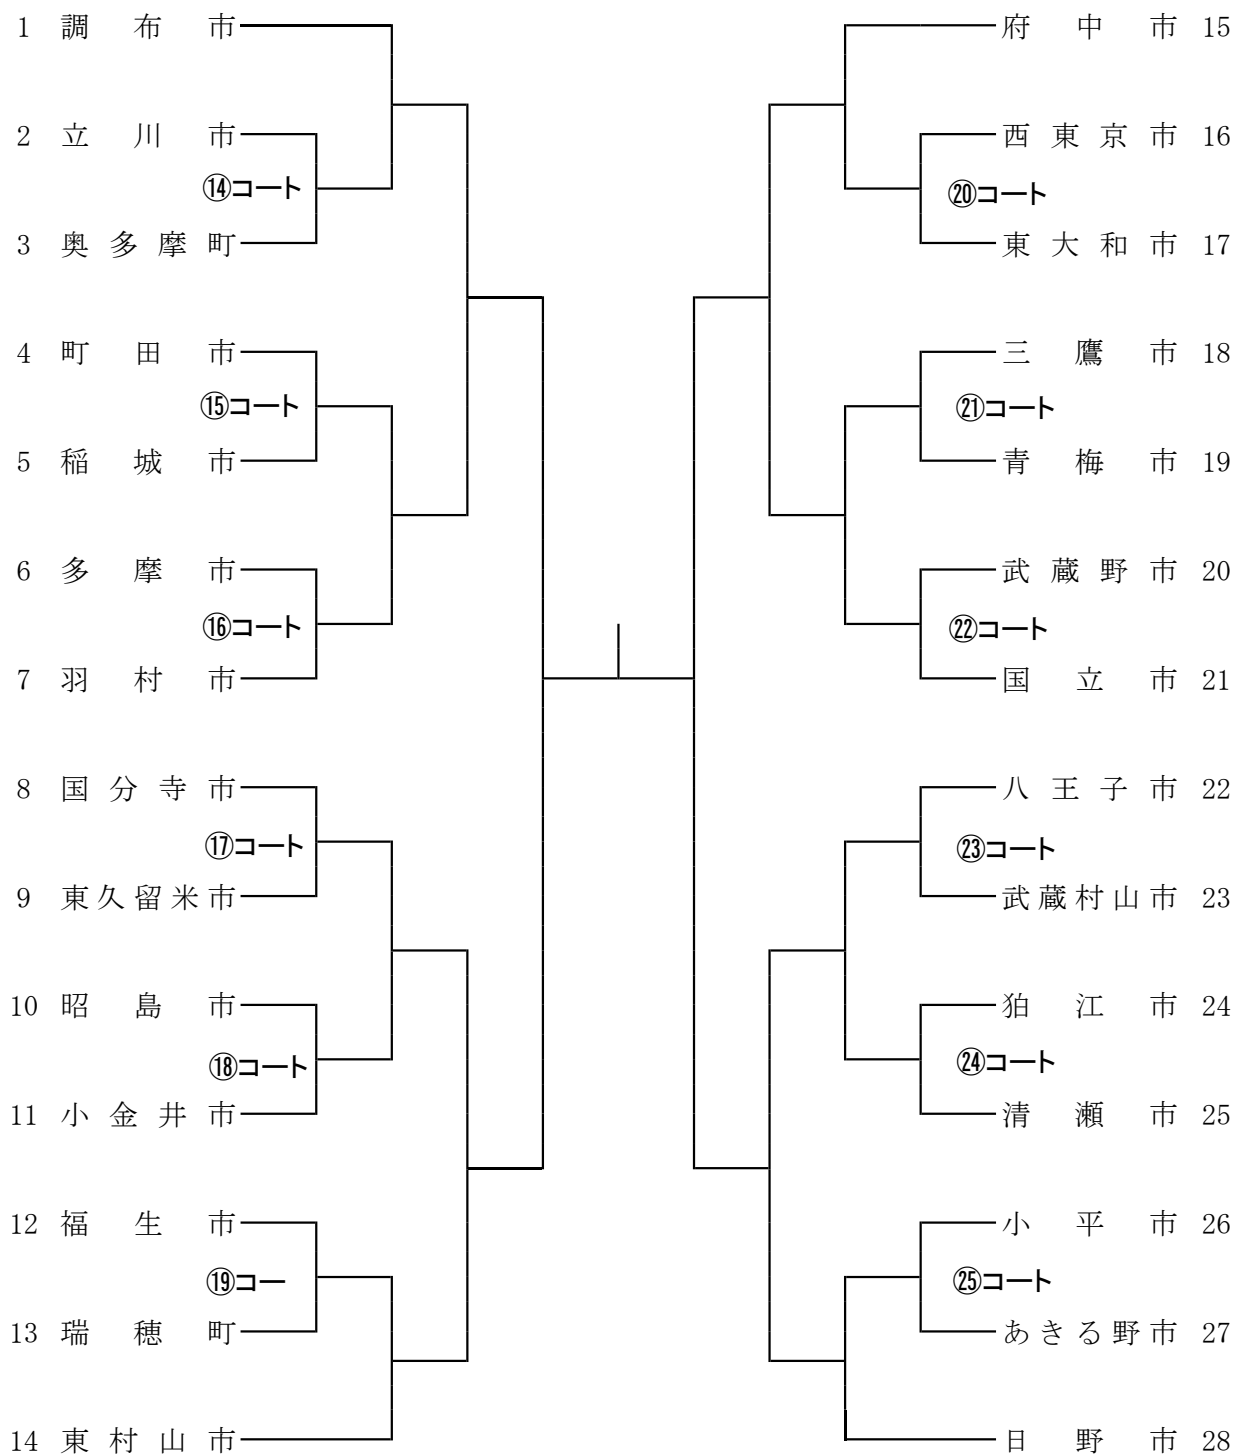 1 調布市
2 立川市
⑭コート
3 奥多摩町
4 町田市
⑮コート
5 稲城市
6 多摩市
⑯コート
7 羽村市
8 国分寺市
⑰コート
9 東久留米市
10 昭島市
⑱コート
11 小金井市
12 福生市
⑲コー
13 瑞穂町
14 東村山市
府中市 15
西東京市 16
⑳コート
東大和市 17
三鷹市 18
㉑コート
青梅市 19
武蔵野市 20
㉒コート
国立市 21
八王子市 22
㉓コート
武蔵村山市 23
狛江市 24
㉔コート
清瀬市 25
小平市 26
㉕コート
あきる野市 27
日野市 28